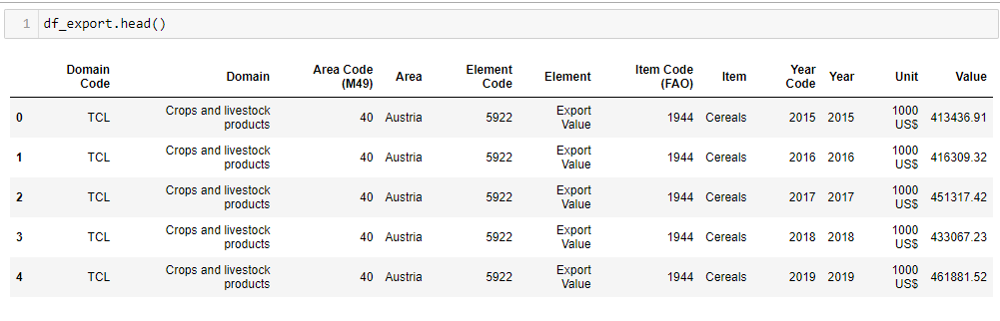 1 df_export.head()
Domain Code Domain Area Code (M49) Area Element Code Element Item Code (FAO) Item Year Code Year Unit Value
0 TCL Crops and livestock products 40 Austria 5922 Export Value 1944 Cereals 2015 2015 1000 US$ 413436.91
1 TCL Crops and livestock products 40 Austria 5922 Export Value 1944 Cereals 2016 2016 1000 US$ 416309.32
2 TCL Crops and livestock products 40 Austria 5922 Export Value 1944 Cereals 2017 2017 1000 US$ 451317.42
3 TCL Crops and livestock products 40 Austria 5922 Export Value 1944 Cereals 2018 2018 1000 US$ 433067.23
4 TCL Crops and livestock products 40 Austria 5922 Export Value 1944 Cereals 2019 2019 1000 US$ 461881.52